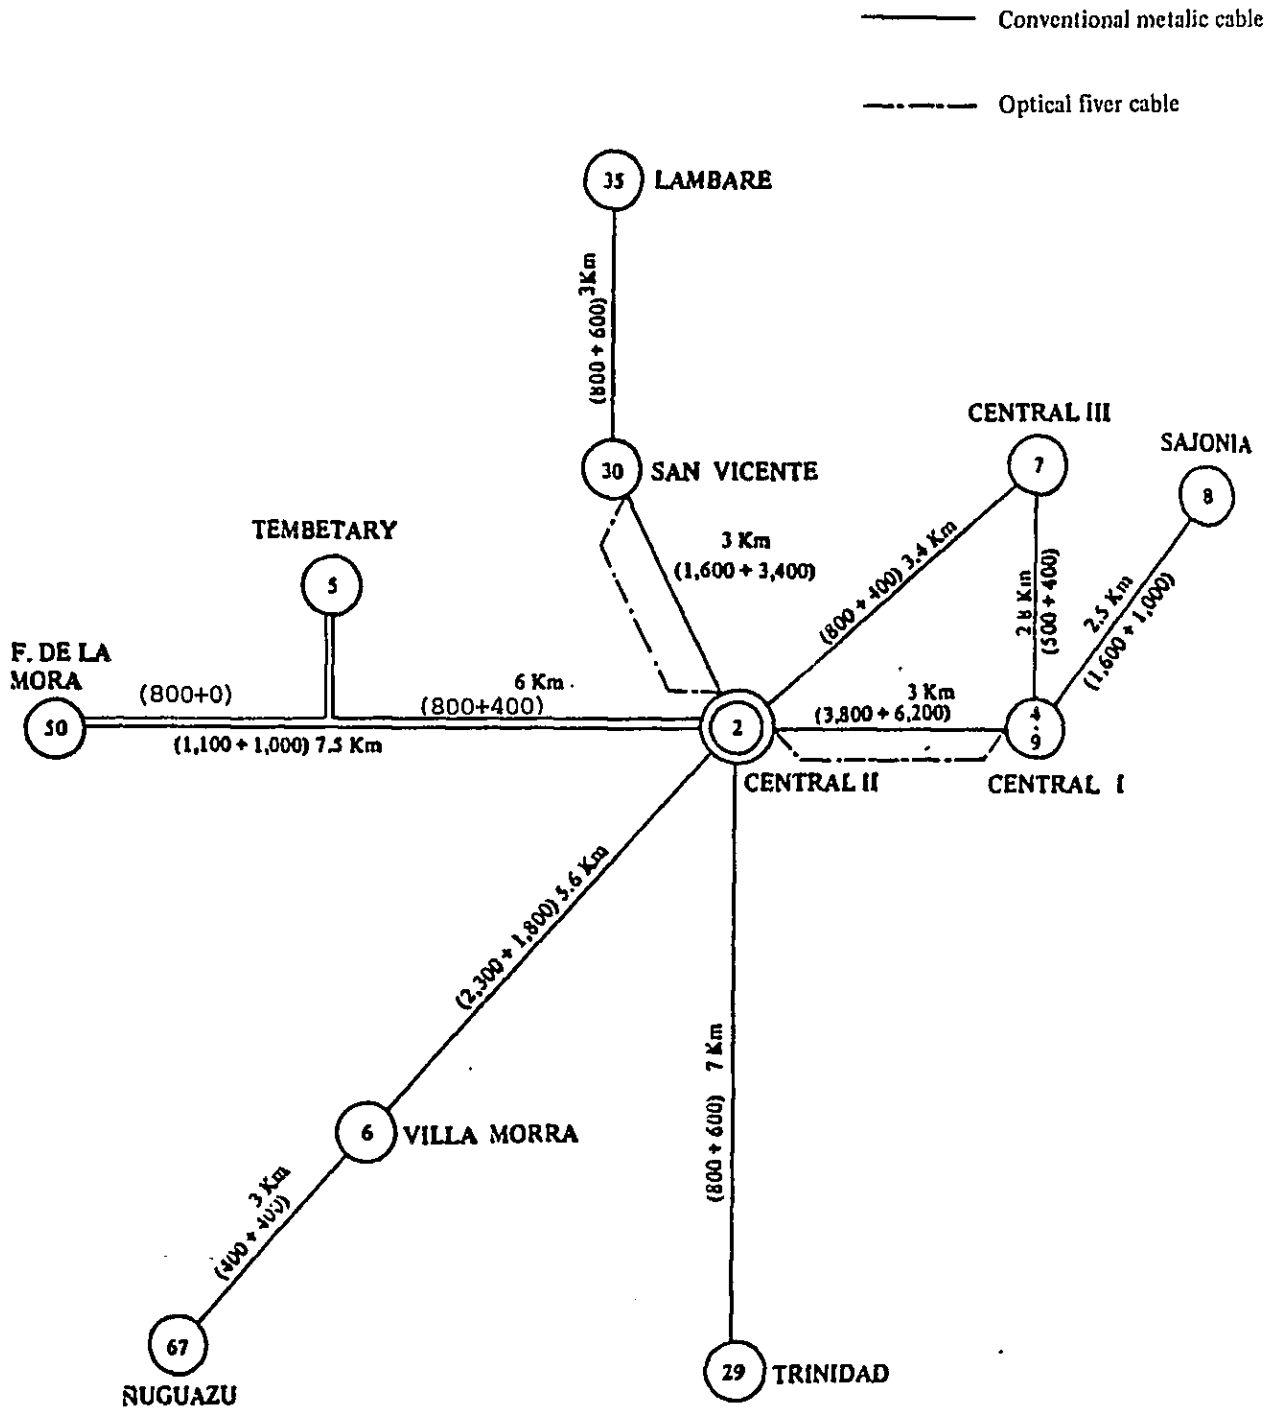 Conventional metalic cable
Optical fiver cable
35 LAMBARE
(800 + 600) 3Km
30 SAN VICENTE
CENTRAL III
7
SAJONIA
8
TEMBETARY
5
3 Km
(1,600 + 3,400)
(800 + 400) 3.4 Km
2.8 Km
(500 + 400)
2.5 Km
(1,600 + 1,000)
F. DE LA
MORA
50
(800+0)
6 Km
(800+400)
(1,100 + 1,000) 7.5 Km
2
CENTRAL II
3 Km
(3,800 + 6,200)
4
9
CENTRAL I
(2,300 + 1,800) 5.6 Km
(800 + 600) 7 Km
6 VILLA MORRA
3 Km
(400 + 400)
67
ÑUGUAZU
29 TRINIDAD